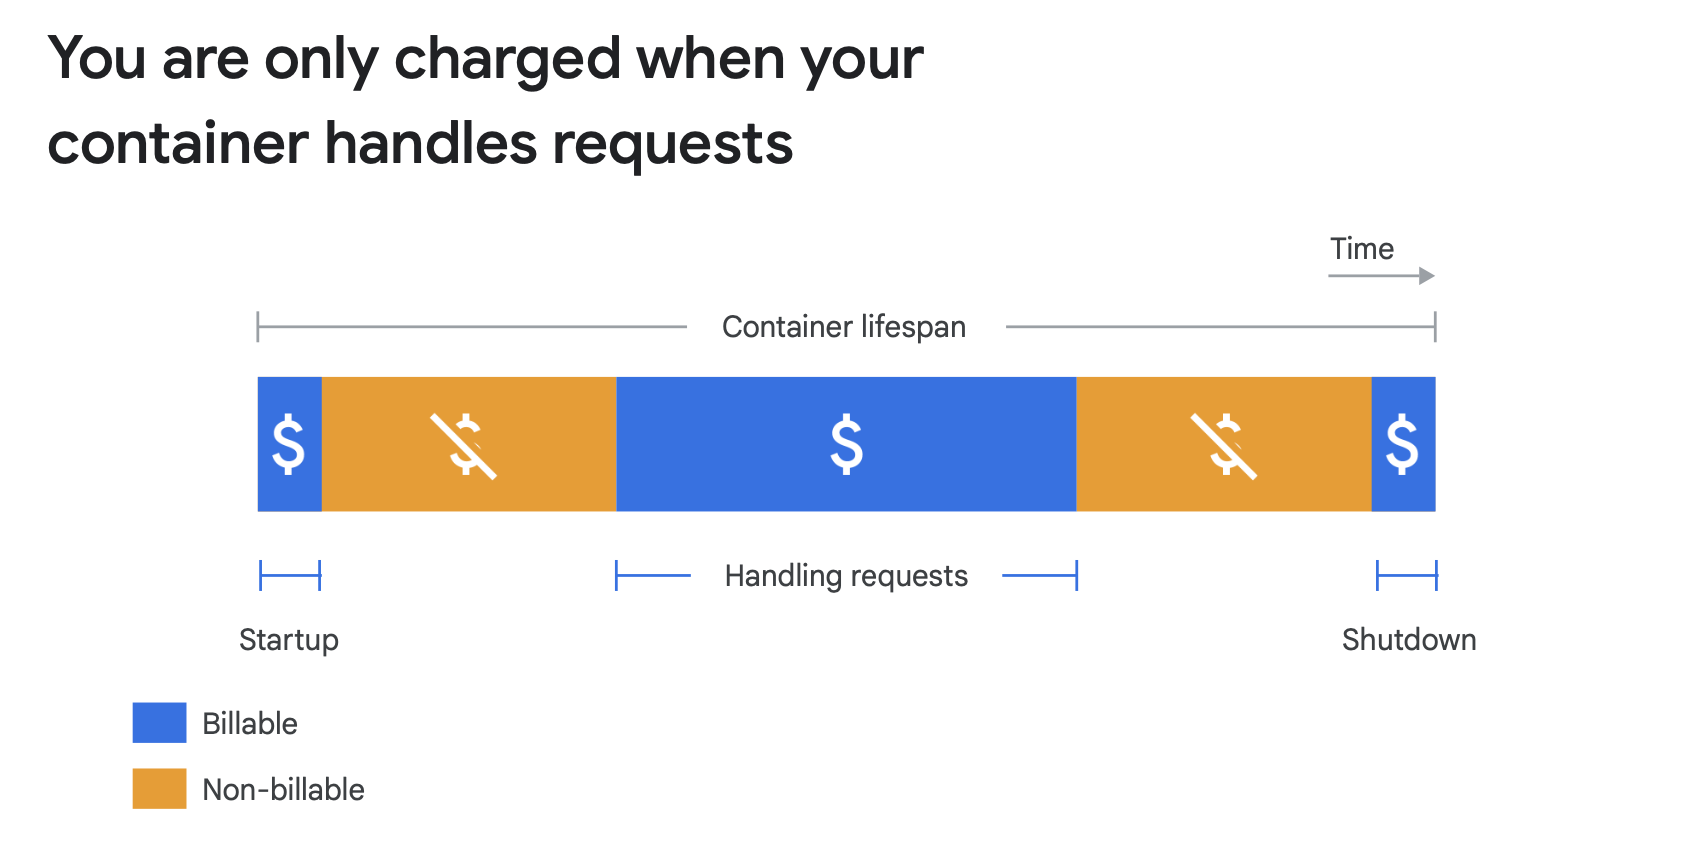 You are only charged when your
container handles requests
Time
Container lifespan
$ $ $ $ $
Handling requests
Startup
Shutdown
Billable
Non-billable